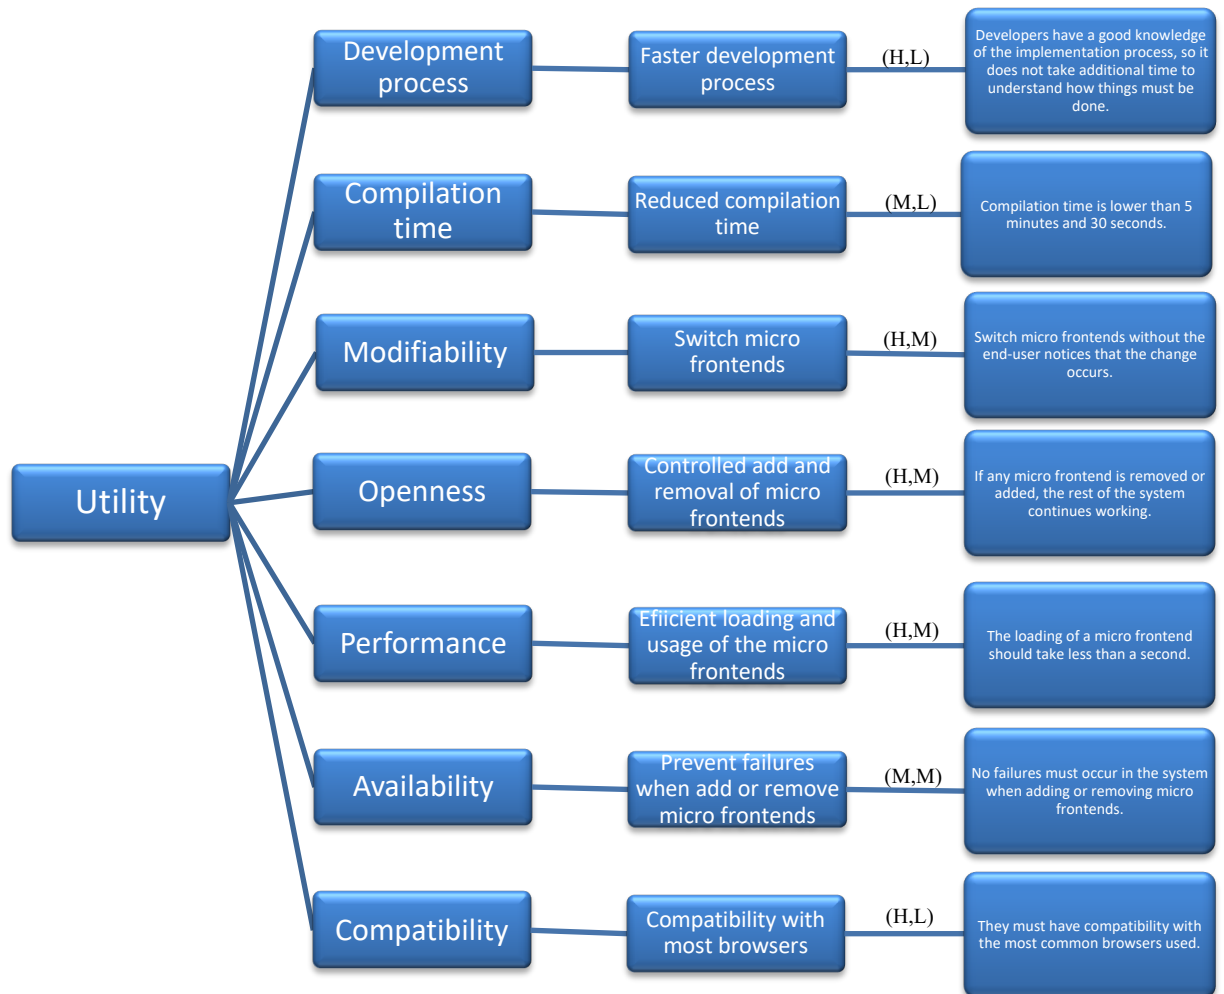 Development
process
Faster development
process
(H,L)
Developers have a good knowledge
of the implementation process, so it
does not take additional time to
understand how things must be
done.
Compilation
time
Reduced compilation
time
(M,L)
Compilation time is lower than 5
minutes and 30 seconds.
Modifiability
Switch micro
frontends
(H,M)
Switch micro frontends without the
end-user notices that the change
occurs.
Utility
Openness
Controlled add and
removal of micro
frontends
(H,M)
If any micro frontend is removed or
added, the rest of the system
continues working.
Performance
Efiicient loading and
usage of the micro
frontends
(H,M)
The loading of a micro frontend
should take less than a second.
Availability
Prevent failures
when add or remove
micro frontends
(M,M)
No failures must occur in the system
when adding or removing micro
frontends.
Compatibility
Compatibility with
most browsers
(H,L)
They must have compatibility with
the most common browsers used.